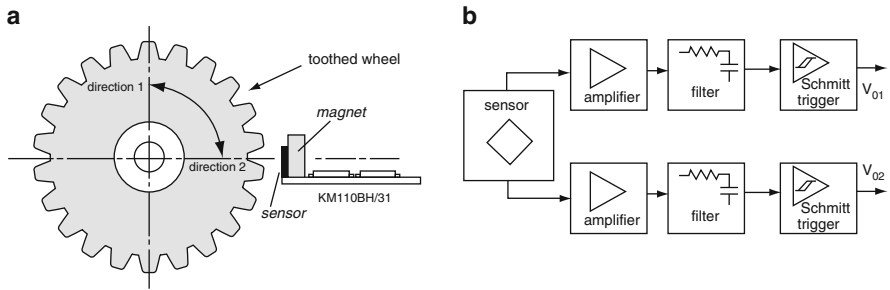 a
toothed wheel
direction 1
magnet
direction 2
sensor
KM110BH/31
b
sensor
amplifier
filter
Schmitt
trigger
V01
amplifier
filter
Schmitt
trigger
V02